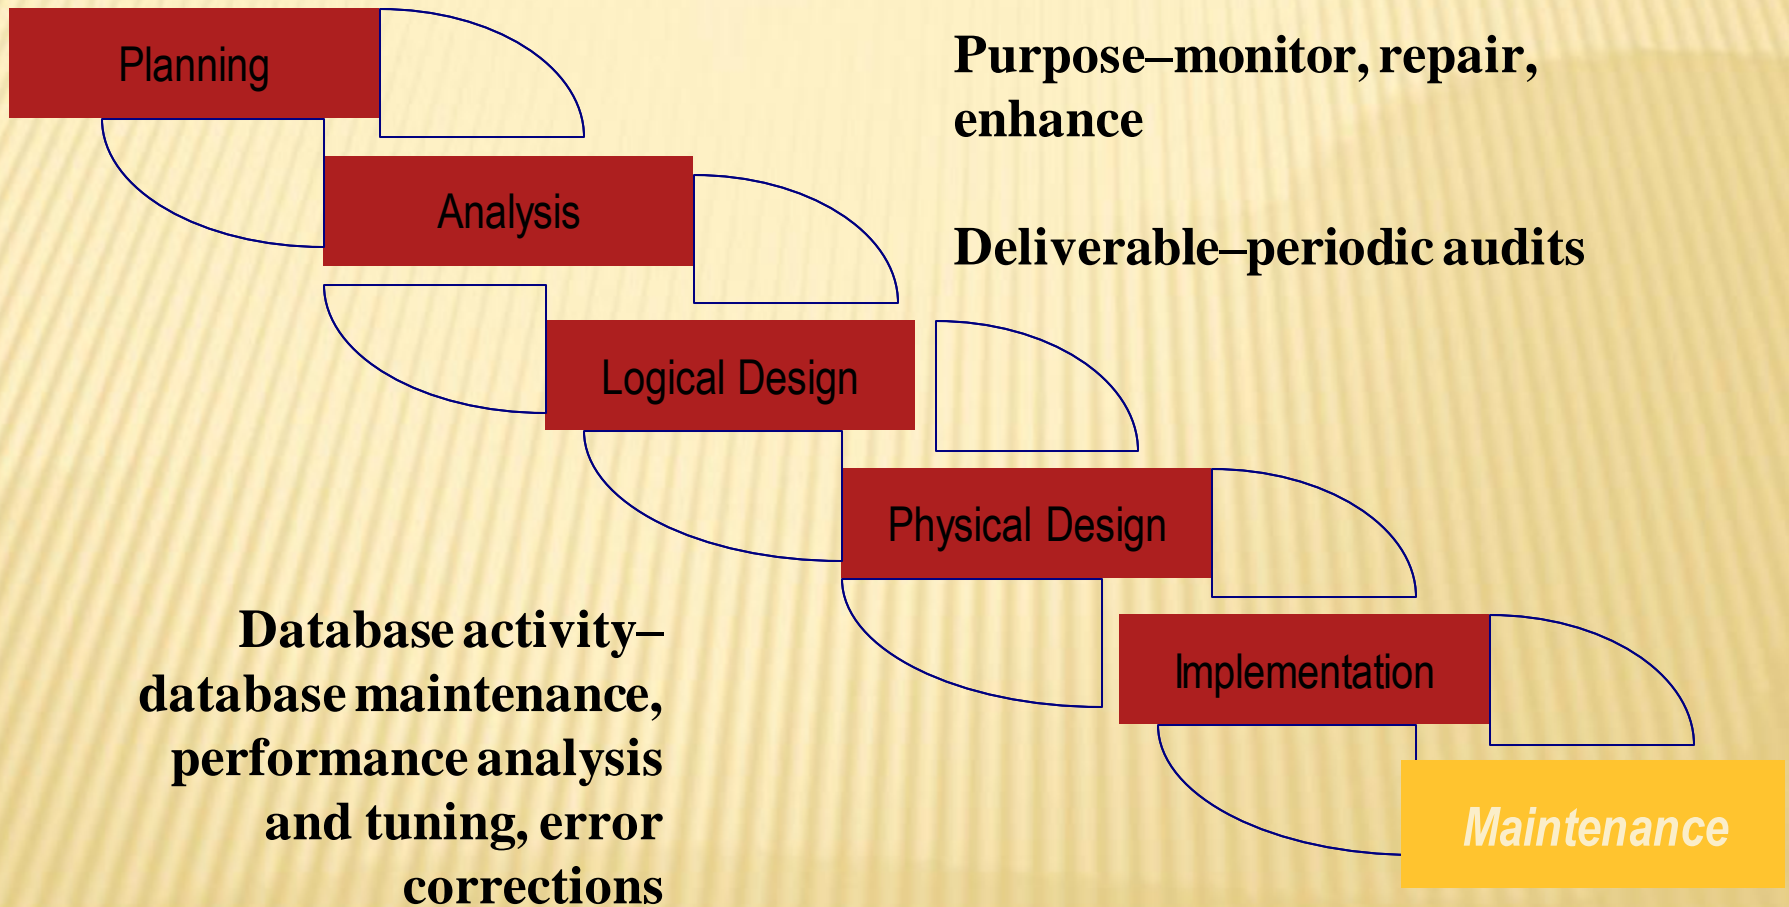 Planning
Purpose–monitor, repair,
enhance
Analysis
Deliverable–periodic audits
Logical Design
Physical Design
Database activity–
database maintenance,
performance analysis
and tuning, error
corrections
Implementation
Maintenance